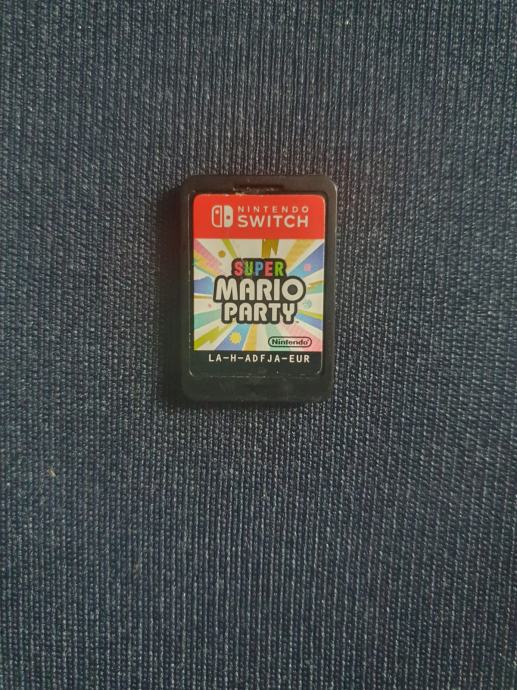 NINTENDO
SWITCH
SUPER
MARIO
PARTY
Nintendo
LA-H-ADFJA-EUR